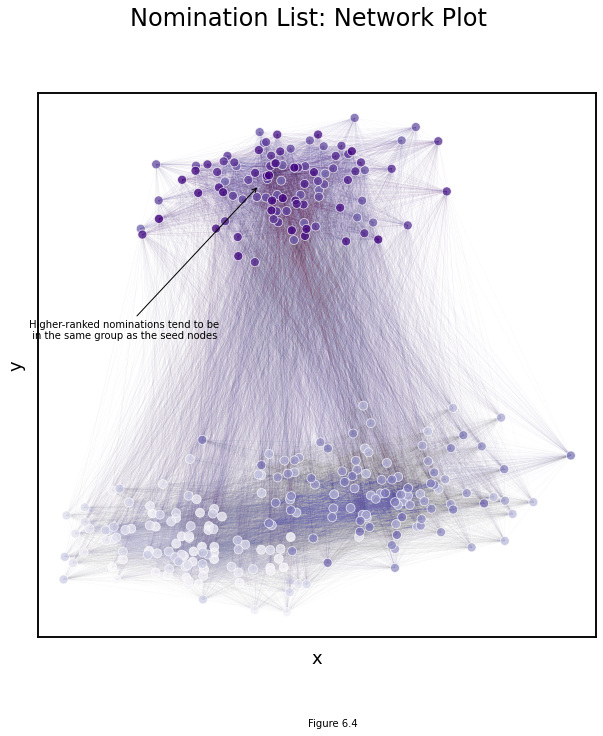 Nomination List: Network Plot
Higher-ranked nominations tend to be
in the same group as the seed nodes
y
x
Figure 6.4